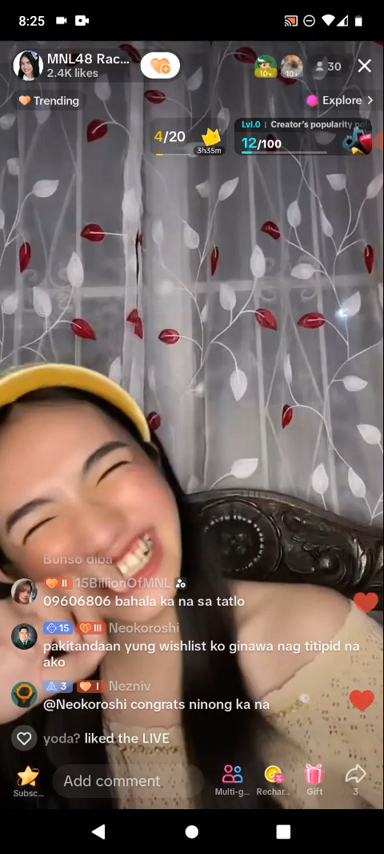 8:25
MNL48 Rac...
2.4K likes
10+
10+
30
Trending
Explore
4/20
3h35m
Lvl.0 | Creator's popularity
12/100
Bunso diba
II 15BillionOfMNL
09606806 bahala ka na sa tatlo
15 III Neokoroshi
pakitandaan yung wishlist ko ginawa nag titipid na
ako
3 I Nezniv
@Neokoroshi congrats ninong ka na
yoda? liked the LIVE
Add comment
Subsc...
Multi-g...
Rechar...
Gift
3